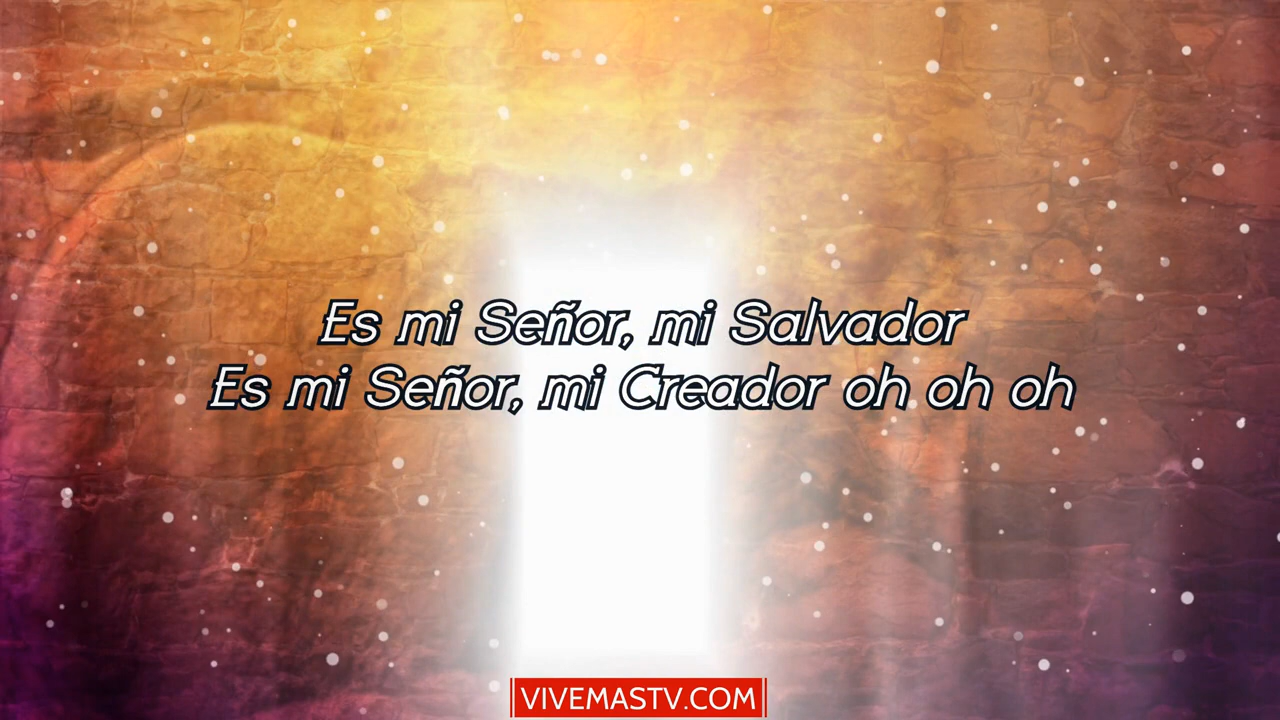 Es mi Señor, mi Salvador
Es mi Señor, mi Creador oh oh oh
VIVEMASTV.COM